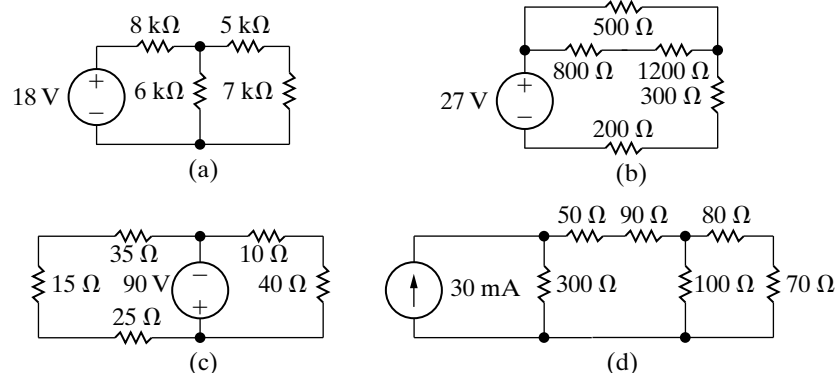 8 kΩ 5 kΩ
18 V + − 6 kΩ 7 kΩ
(a)
500 Ω
800 Ω 1200 Ω
27 V + − 300 Ω
200 Ω
(b)
35 Ω 10 Ω
15 Ω 90 V − + 40 Ω
25 Ω
(c)
50 Ω 90 Ω 80 Ω
30 mA 300 Ω 100 Ω 70 Ω
(d)